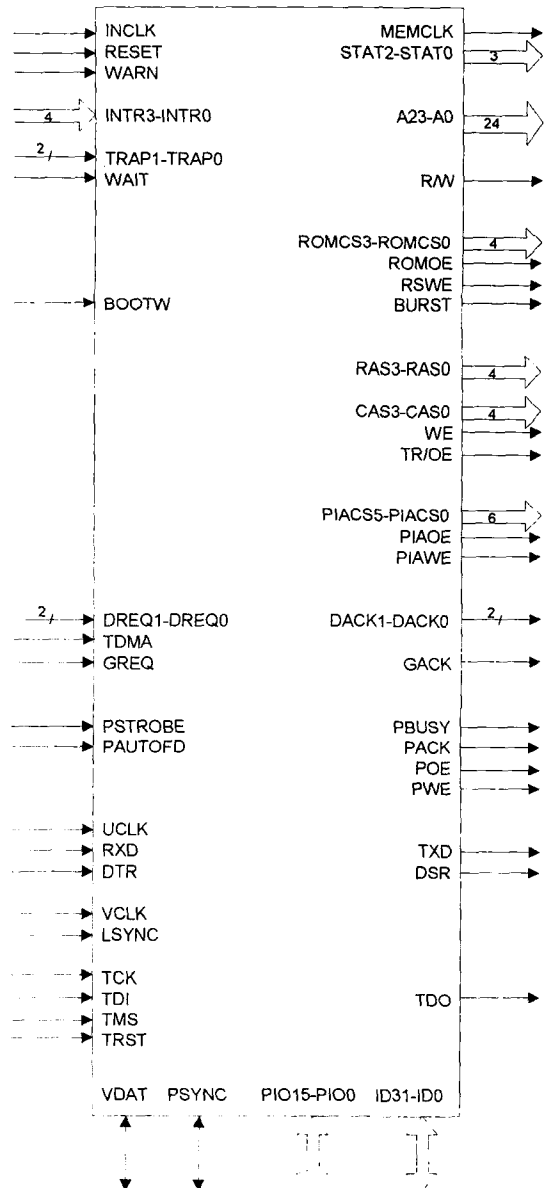 INCLK MEMCLK
RESET STAT2-STAT0 3
WARN
4 INTR3-INTR0 A23-A0 24
2/ TRAP1-TRAP0
WAIT R/W
ROMCS3-ROMCS0 4
ROMOE
RSWE
BOOTW BURST
RAS3-RAS0 4
CAS3-CAS0 4
WE
TR/OE
PIACS5-PIACS0 6
PIAOE
PIAWE
2/ DREQ1-DREQ0 DACK1-DACK0 2/
TDMA
GREQ GACK
PSTROBE PBUSY
PAUTOFD PACK
POE
PWE
UCLK
RXD TXD
DTR DSR
VCLK
LSYNC
TCK
TDI TDO
TMS
TRST
VDAT PSYNC PIO15-PIO0 ID31-ID0